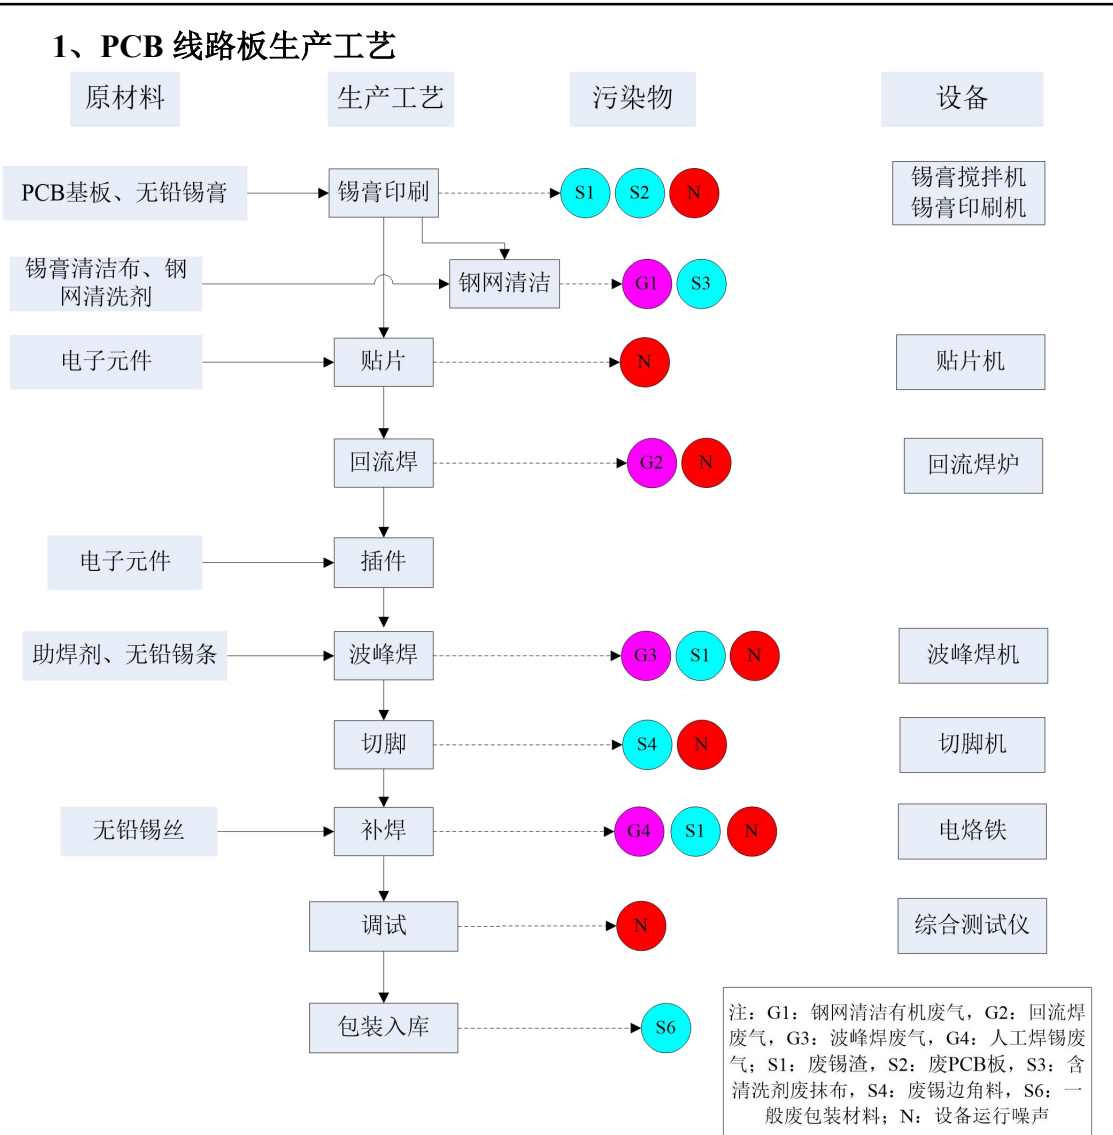 1、PCB 线路板生产工艺
原材料
生产工艺
污染物
设备
PCB基板、无铅锡膏
锡膏印刷
S1
S2
N
锡膏搅拌机
锡膏印刷机
锡膏清洁布、钢
网清洗剂
钢网清洁
G1
S3
电子元件
贴片
N
贴片机
回流焊
G2
N
回流焊炉
电子元件
插件
助焊剂、无铅锡条
波峰焊
G3
S1
N
波峰焊机
切脚
S4
N
切脚机
无铅锡丝
补焊
G4
S1
N
电烙铁
调试
N
综合测试仪
包装入库
S6
注：G1：钢网清洁有机废气，G2：回流焊
废气，G3：波峰焊废气，G4：人工焊锡废
气；S1：废锡渣，S2：废PCB板，S3：含
清洗剂废抹布，S4：废锡边角料，S6：一
般废包装材料；N：设备运行噪声